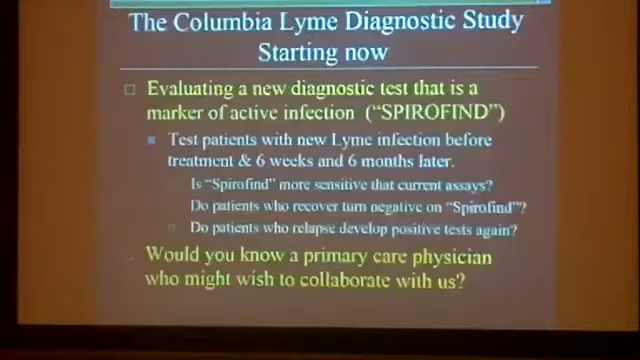 The Columbia Lyme Diagnostic Study
Starting now
Evaluating a new diagnostic test that is a
marker of active infection ("SPIROFIND")
Test patients with new Lyme infection before
treatment & 6 weeks and 6 months later.
Is "Spirofind" more sensitive that current assays?
Do patients who recover turn negative on "Spirofind"?
Do patients who relapse develop positive tests again?
Would you know a primary care physician
who might wish to collaborate with us?